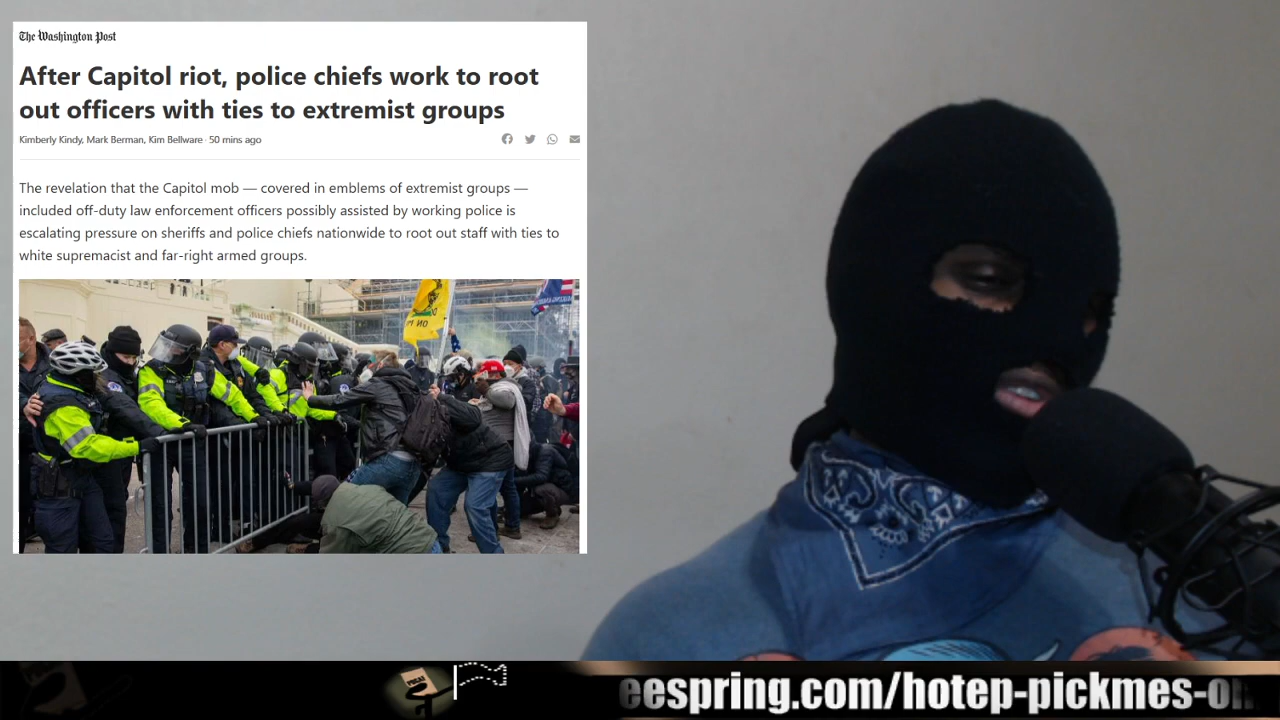 The Washington Post
After Capitol riot, police chiefs work to root
out officers with ties to extremist groups
Kimberly Kindy, Mark Berman, Kim Bellware · 50 mins ago
The revelation that the Capitol mob — covered in emblems of extremist groups —
included off-duty law enforcement officers possibly assisted by working police is
escalating pressure on sheriffs and police chiefs nationwide to root out staff with ties to
white supremacist and far-right armed groups.
eespring.com/hotep-pickmes-on